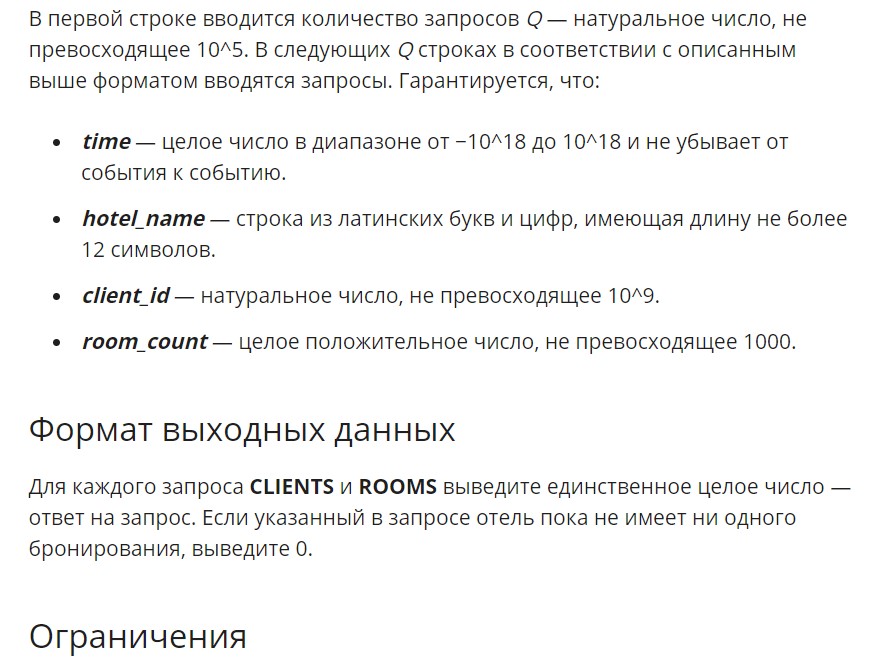 В первой строке вводится количество запросов Q — натуральное число, не
превосходящее 10^5. В следующих Q строках в соответствии с описанным
выше форматом вводятся запросы. Гарантируется, что:
• time — целое число в диапазоне от −10^18 до 10^18 и не убывает от
события к событию.
• hotel_name — строка из латинских букв и цифр, имеющая длину не более
12 символов.
• client_id — натуральное число, не превосходящее 10^9.
• room_count — целое положительное число, не превосходящее 1000.
Формат выходных данных
Для каждого запроса CLIENTS и ROOMS выведите единственное целое число —
ответ на запрос. Если указанный в запросе отель пока не имеет ни одного
бронирования, выведите 0.
Ограничения